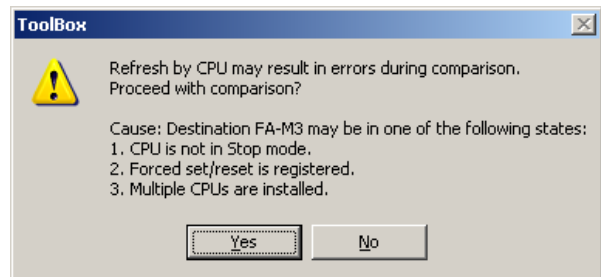 ToolBox
Refresh by CPU may result in errors during comparison.
Proceed with comparison?
Cause: Destination FA-M3 may be in one of the following states:
1. CPU is not in Stop mode.
2. Forced set/reset is registered.
3. Multiple CPUs are installed.
Yes No